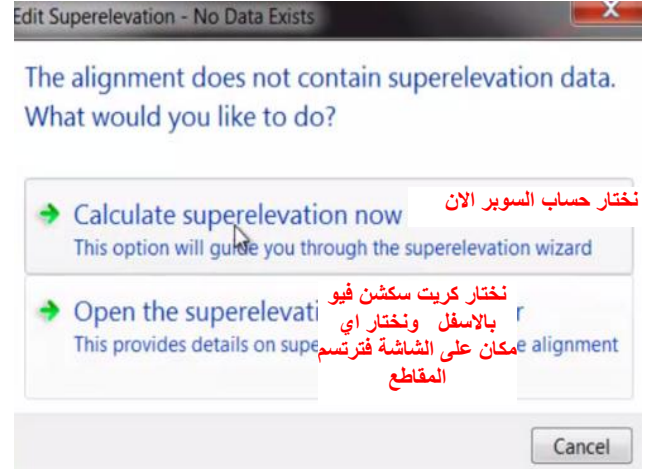 Edit Superelevation - No Data Exists
The alignment does not contain superelevation data.
What would you like to do?
Calculate superelevation now
نختار حساب السوبر الان
This option will guide you through the superelevation wizard
نختار كريت سكشن فيو
Open the superelevati r
بالاسفل ونختار اي
This provides details on supe e alignment
مكان على الشاشة فترتسم
المقاطع
Cancel